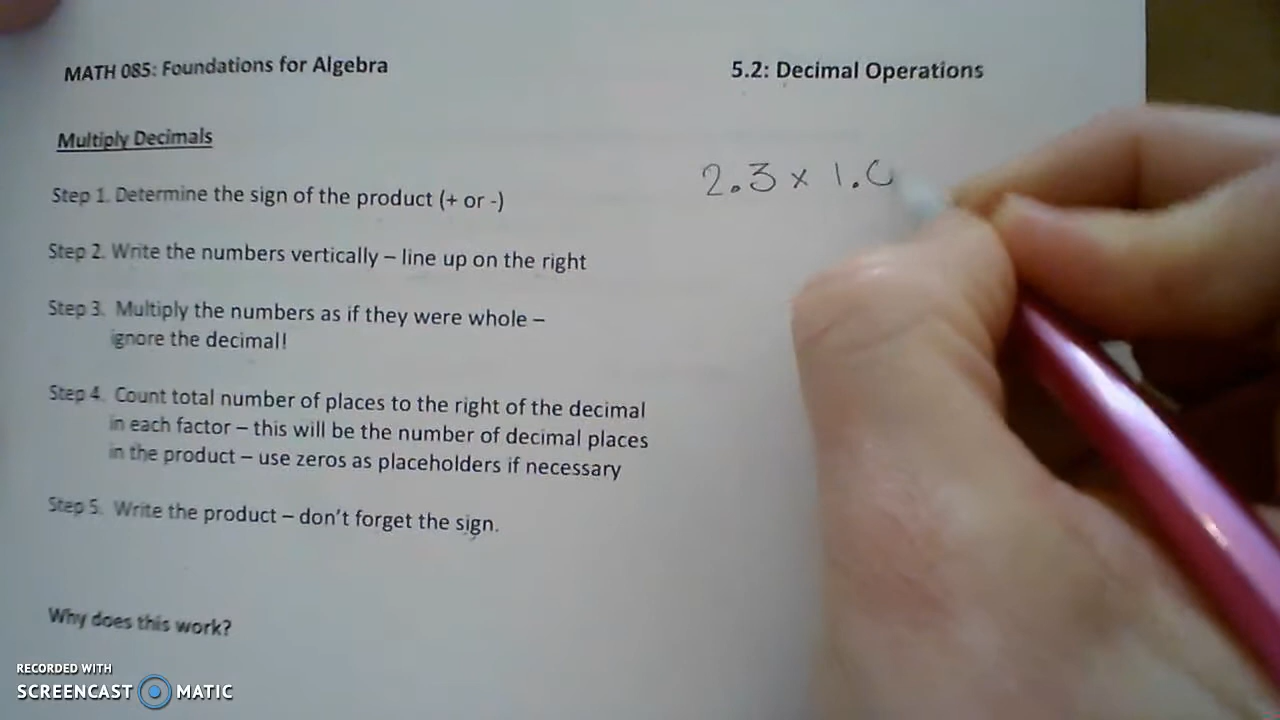 MATH 085: Foundations for Algebra
5.2: Decimal Operations
Multiply Decimals
2.3 × 1.
Step 1. Determine the sign of the product (+ or -)
Step 2. Write the numbers vertically – line up on the right
Step 3. Multiply the numbers as if they were whole –
ignore the decimal!
Step 4. Count total number of places to the right of the decimal
in each factor – this will be the number of decimal places
in the product – use zeros as placeholders if necessary
Step 5. Write the product – don't forget the sign.
Why does this work?
RECORDED WITH
SCREENCAST MATIC